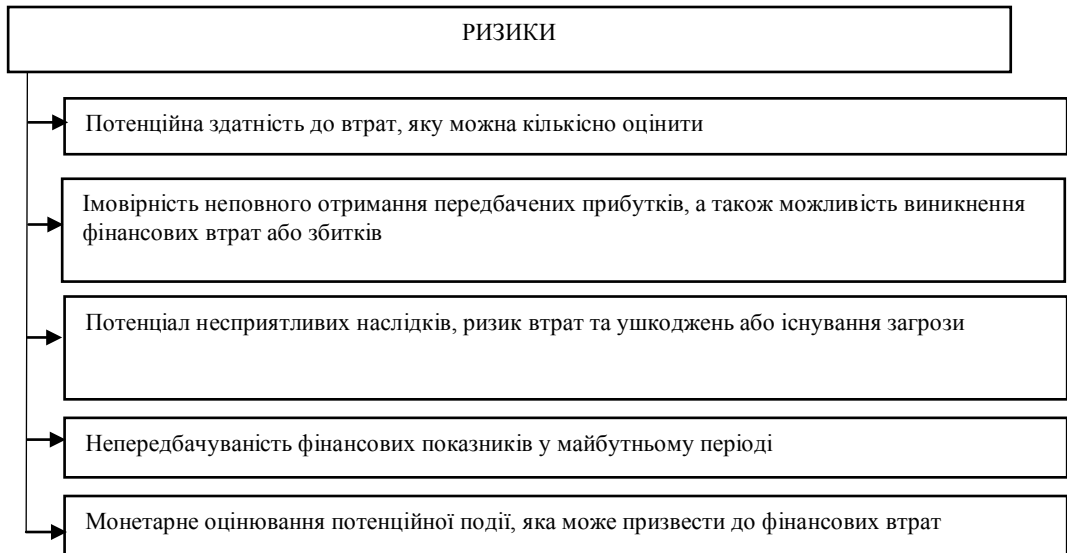 РИЗИКИ
Потенційна здатність до втрат, яку можна кількісно оцінити
Імовірність неповного отримання передбачених прибутків, а також можливість виникнення
фінансових втрат або збитків
Потенціал несприятливих наслідків, ризик втрат та ушкоджень або існування загрози
Непередбачуваність фінансових показників у майбутньому періоді
Монетарне оцінювання потенційної події, яка може призвести до фінансових втрат